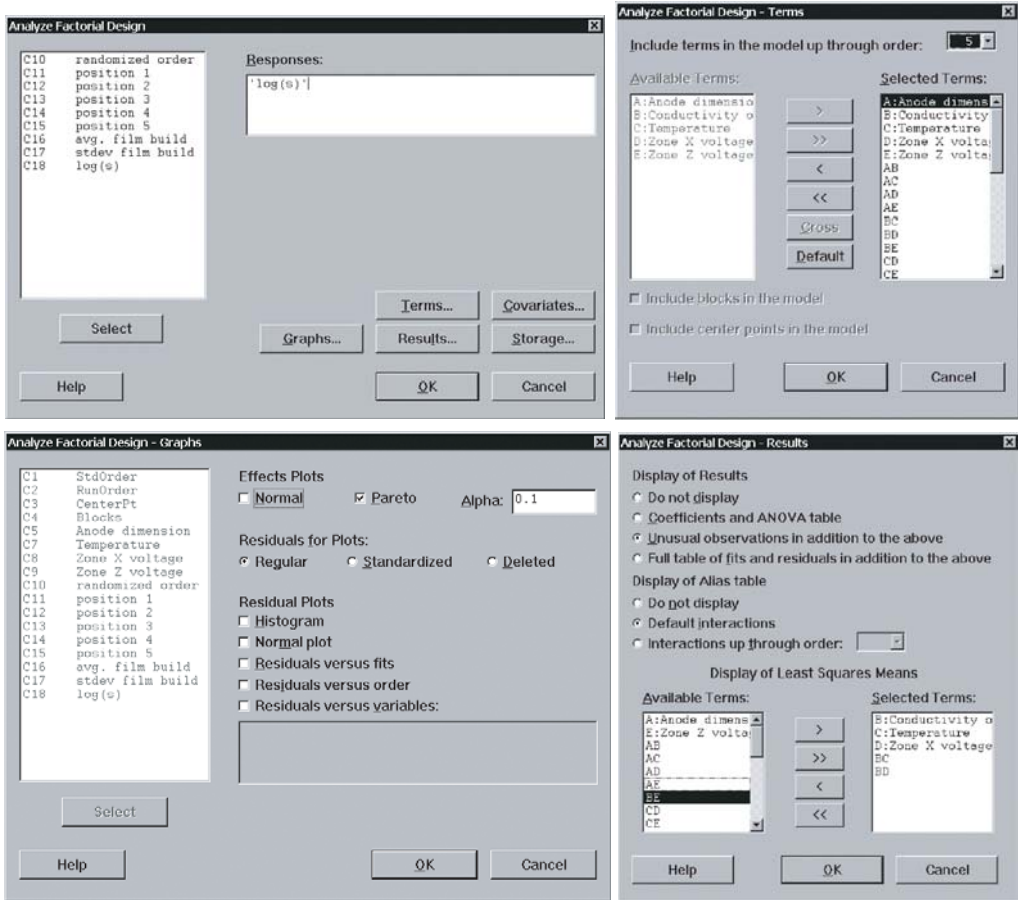 Analyze Factorial Design
C10 randomized order
C11 position 1
C12 position 2
C13 position 3
C14 position 4
C15 position 5
C16 avg. film build
C17 stdev film build
C18 log(s)
Responses:
'log(s)'
Select
Terms...
Covariates...
Graphs...
Results...
Storage...
Help
OK
Cancel
Analyze Factorial Design - Terms
Include terms in the model up through order: 5
Available Terms:
A:Anode dimensio
B:Conductivity o
C:Temperature
D:Zone X voltage
E:Zone Z voltage
>
>>
<
<<
Cross
Default
Selected Terms:
A:Anode dimens
B:Conductivity
C:Temperature
D:Zone X volta
E:Zone Z volta
AB
AC
AD
AE
BC
BD
BE
CD
CE
Include blocks in the model
Include center points in the model
Help
OK
Cancel
Analyze Factorial Design - Graphs
C1 StdOrder
C2 RunOrder
C3 CenterPt
C4 Blocks
C5 Anode dimension
C7 Temperature
C8 Zone X voltage
C9 Zone Z voltage
C10 randomized order
C11 position 1
C12 position 2
C13 position 3
C14 position 4
C15 position 5
C16 avg. film build
C17 stdev film build
C18 log(s)
Effects Plots
Normal
Pareto
Alpha: 0.1
Residuals for Plots:
Regular
Standardized
Deleted
Residual Plots
Histogram
Normal plot
Residuals versus fits
Residuals versus order
Residuals versus variables:
Select
Help
OK
Cancel
Analyze Factorial Design - Results
Display of Results
Do not display
Coefficients and ANOVA table
Unusual observations in addition to the above
Full table of fits and residuals in addition to the above
Display of Alias table
Do not display
Default interactions
Interactions up through order:
Display of Least Squares Means
Available Terms:
A:Anode dimens
E:Zone Z volta
AB
AC
AD
AE
BE
CD
CE
>
>>
<
<<
Selected Terms:
B:Conductivity o
C:Temperature
D:Zone X voltage
BC
BD
Help
OK
Cancel